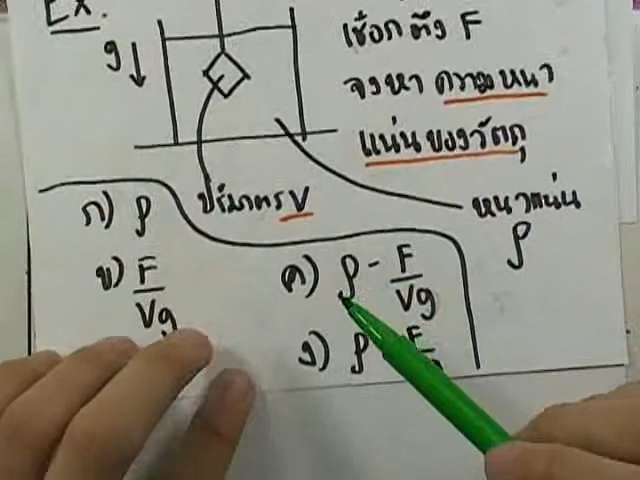 Ex.
เชือกตึง F
g
จงหา ความหนา
แน่นของวัตถุ
ปริมาตร V
หนาแน่น
ρ
ก) ρ
ข) F/Vg
ค) ρ - F/Vg
ง) ρ F